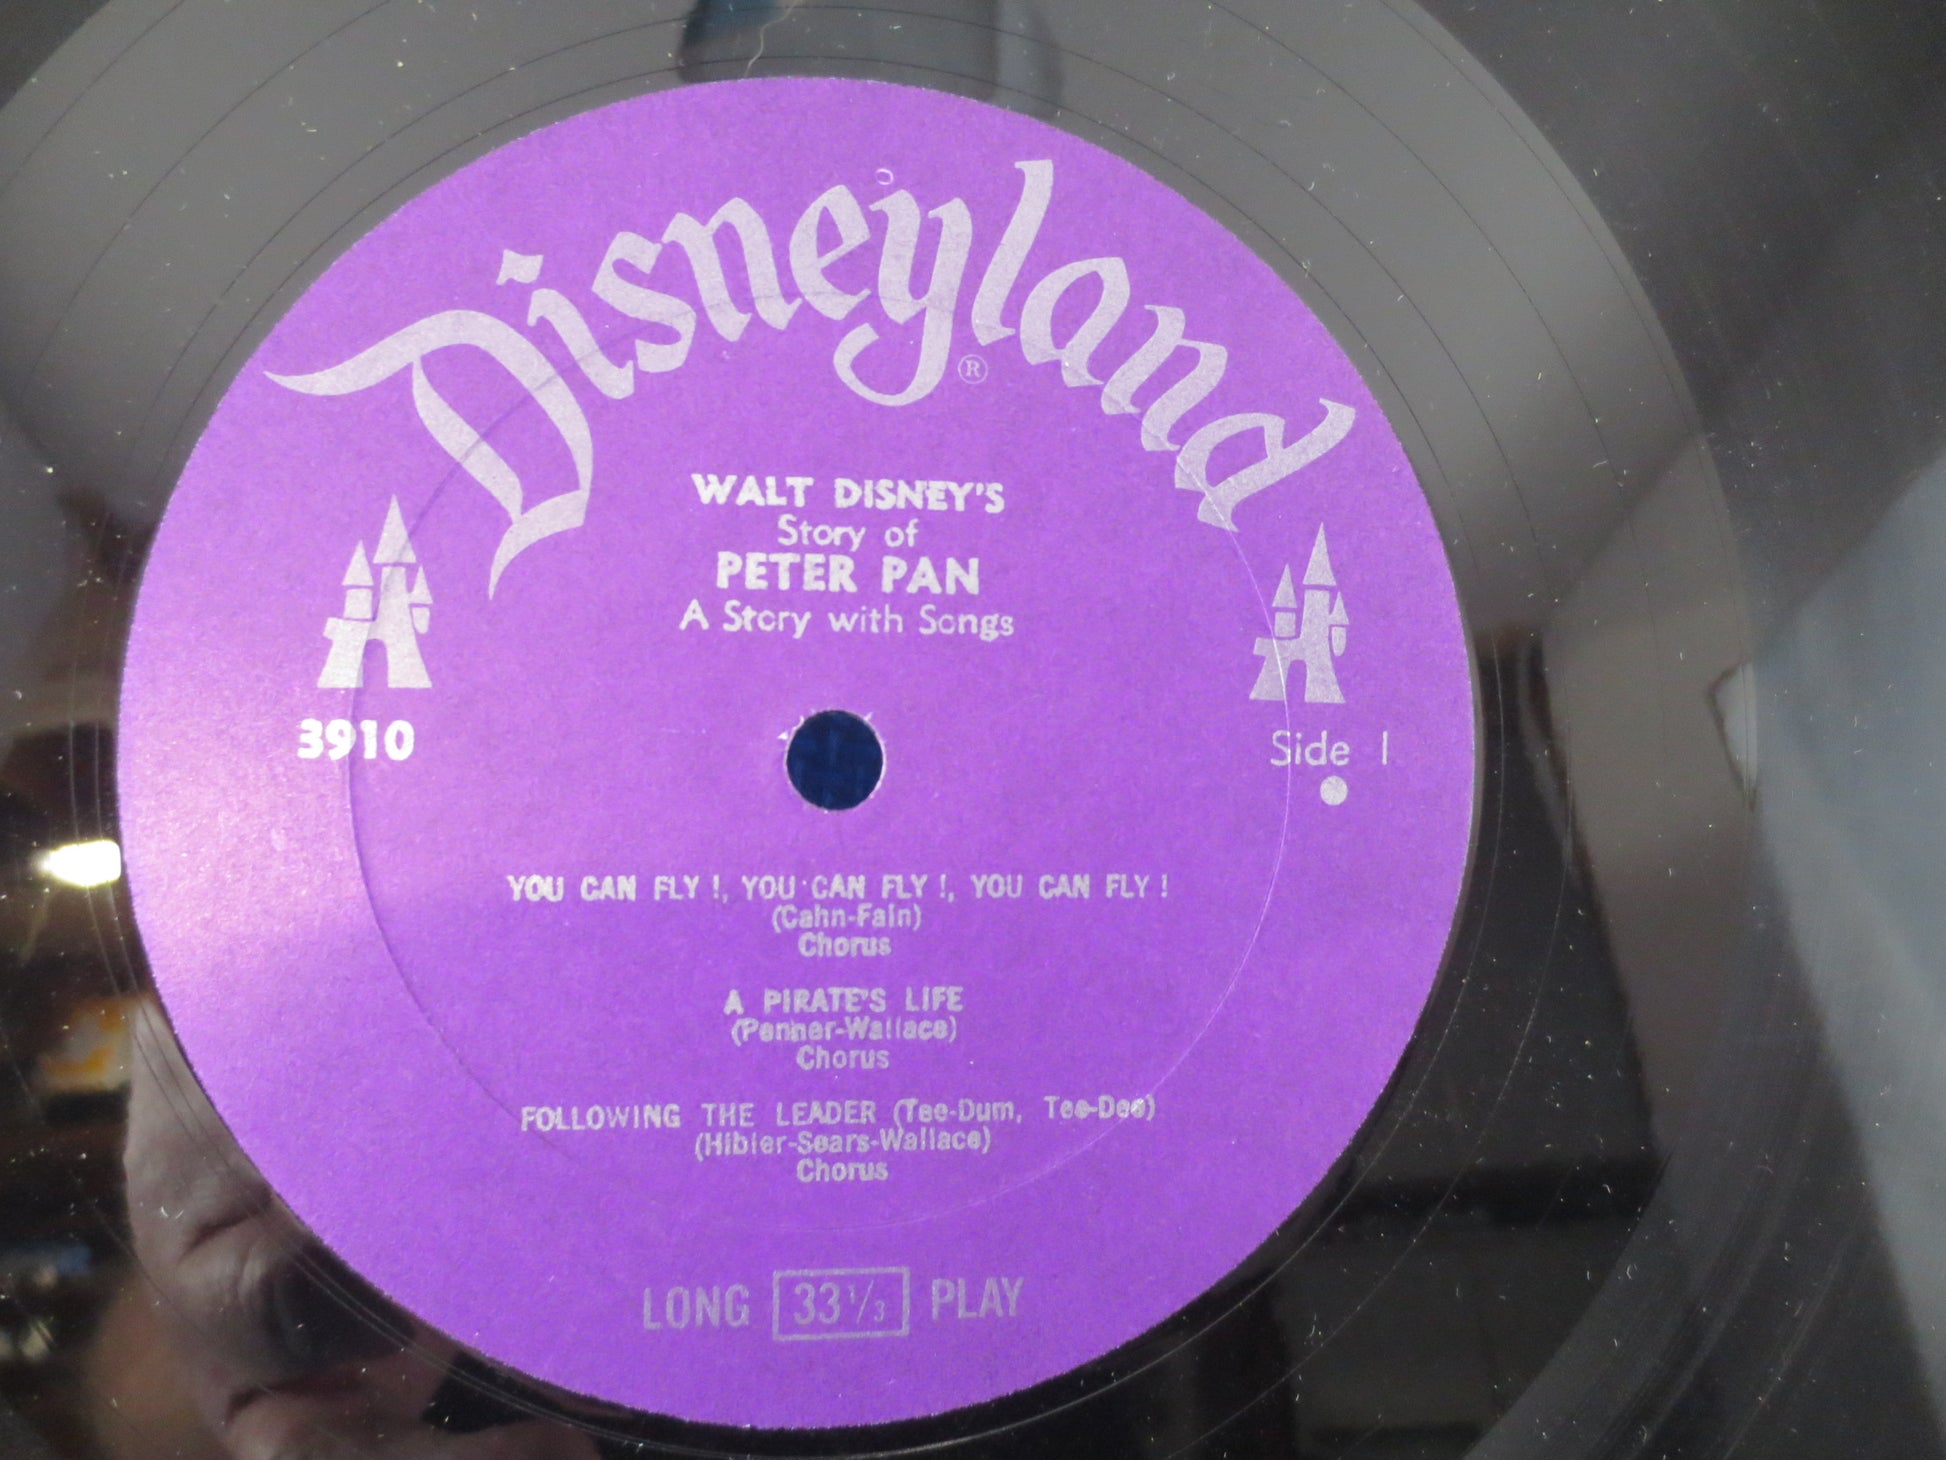 Disneyland
®
WALT DISNEY'S
Story of
PETER PAN
A Story with Songs
3910
Side 1
YOU CAN FLY!, YOU CAN FLY!, YOU CAN FLY!
(Cahn-Fain)
Chorus
A PIRATE'S LIFE
(Penner-Wallace)
Chorus
FOLLOWING THE LEADER (Tee-Dum, Tee-Dee)
(Hibler-Sears-Wallace)
Chorus
LONG 33⅓ PLAY